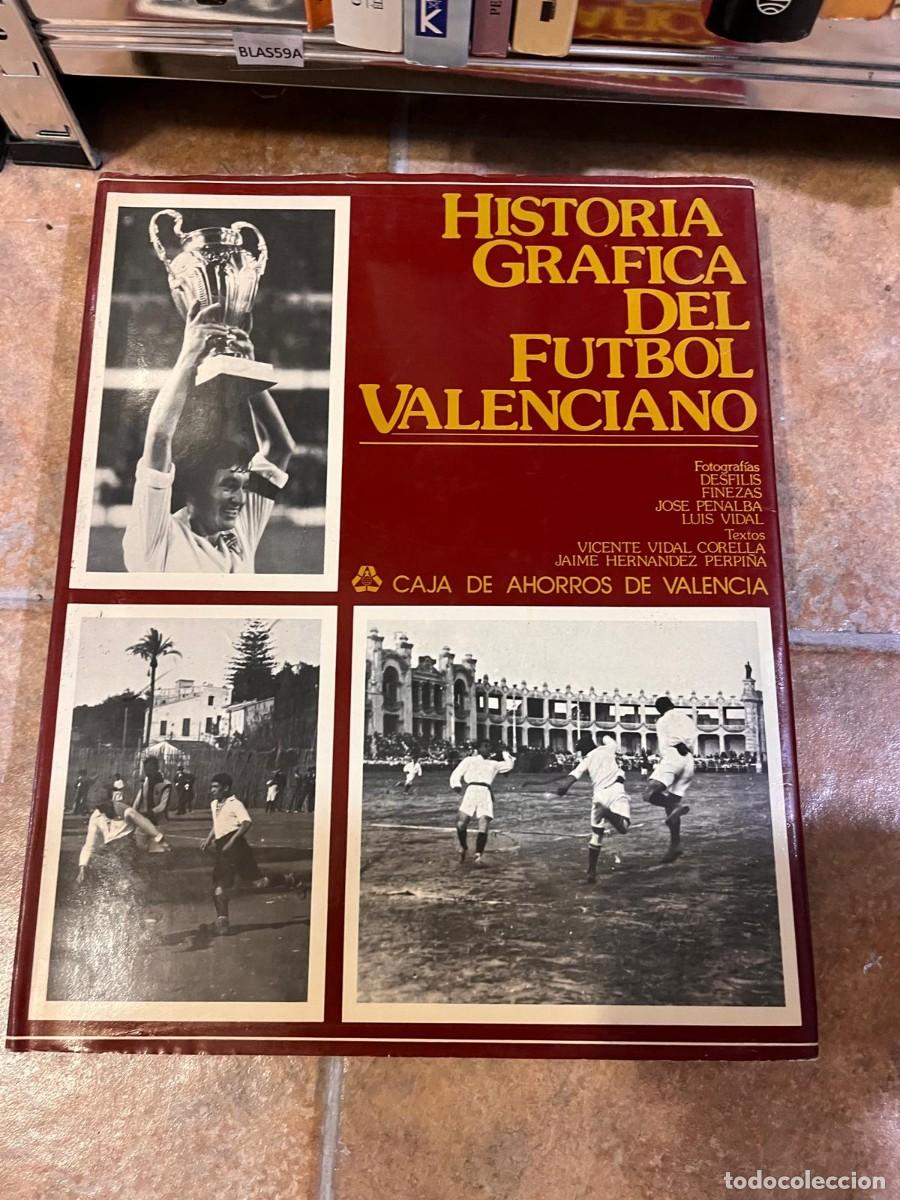 BLAS59A
K
PE
HISTORIA
GRAFICA
DEL
FUTBOL
VALENCIANO
Fotografías
DESFILIS
FINEZAS
JOSE PENALBA
LUIS VIDAL
Textos
VICENTE VIDAL CORELLA
JAIME HERNANDEZ PERPIÑA
CAJA DE AHORROS DE VALENCIA
todocoleccion